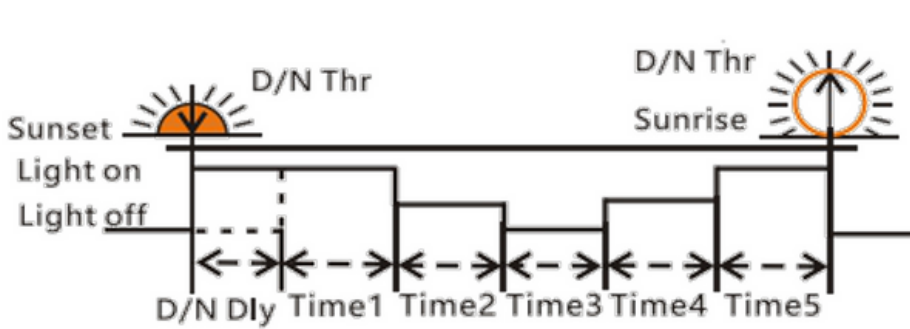 D/N Thr
D/N Thr
Sunset
Sunrise
Light on
Light off
D/N Dly Time1 Time2 Time3 Time4 Time5